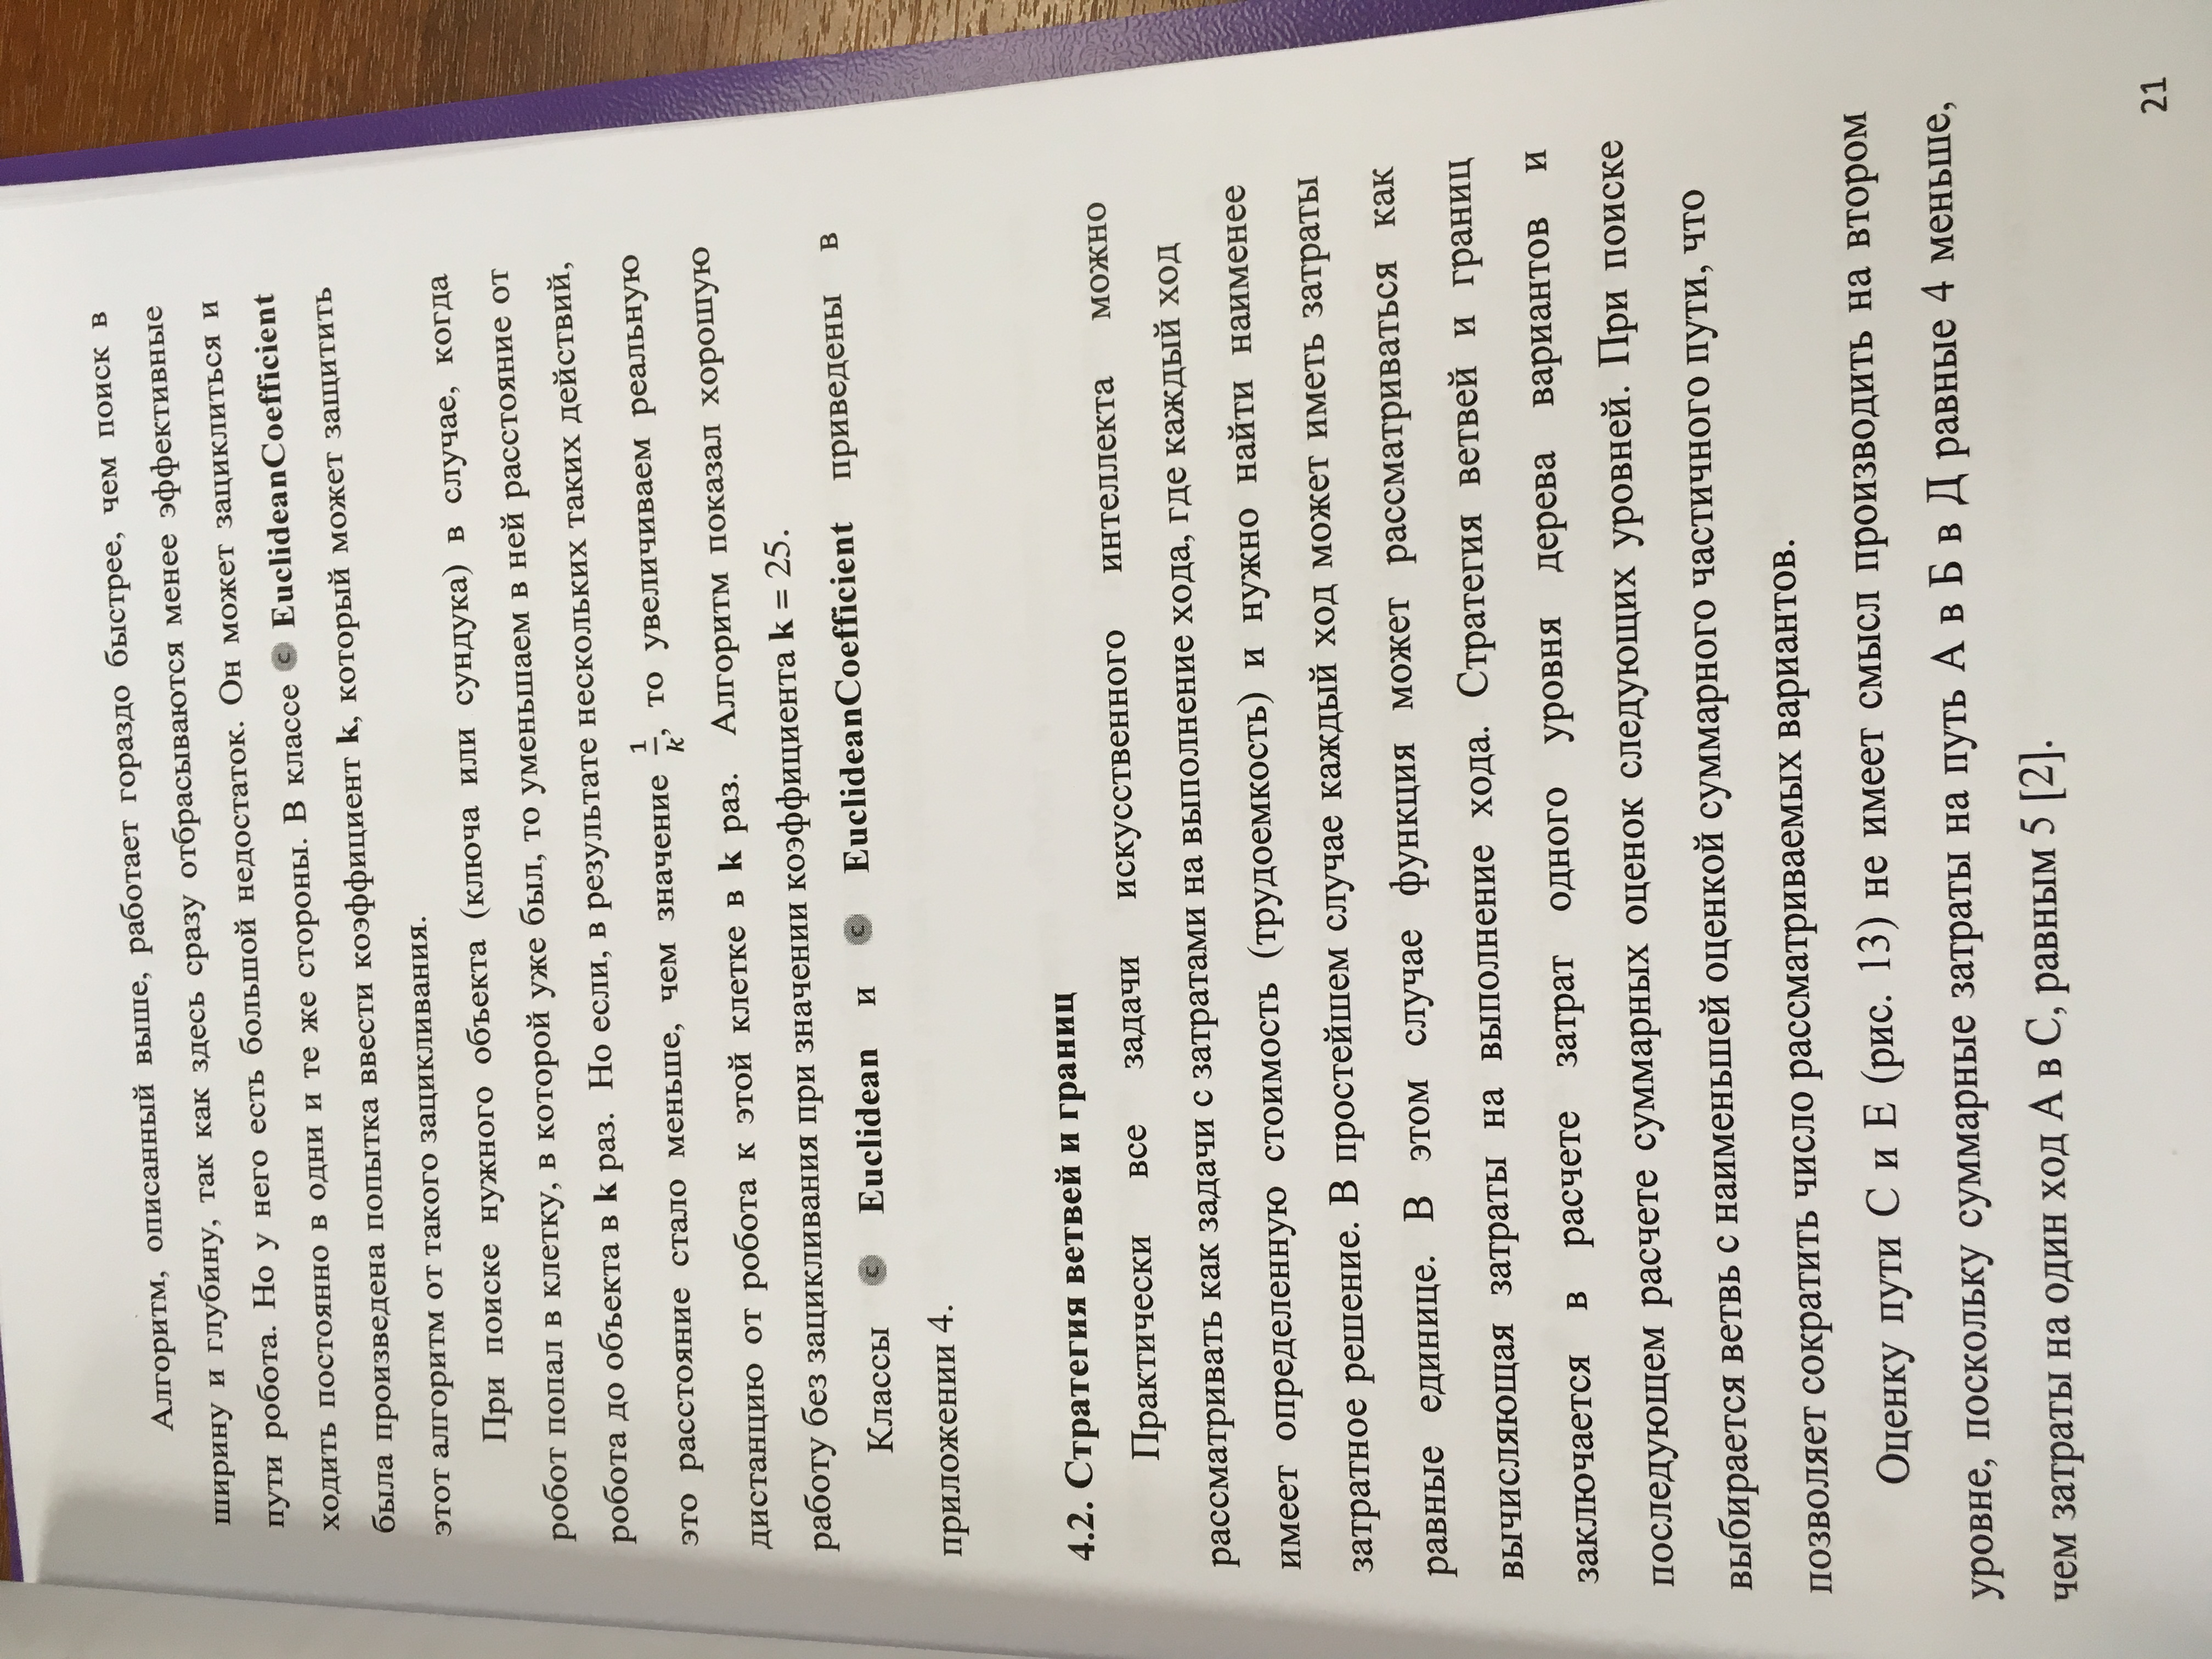 Алгоритм, описанный выше, работает гораздо быстрее, чем поиск в
ширину и глубину, так как здесь сразу отбрасываются менее эффективные
пути робота. Но у него есть большой недостаток. Он может зациклиться и
ходить постоянно в одни и те же стороны. В классе C EuclideanCoefficient
была произведена попытка ввести коэффициент k, который может защитить
этот алгоритм от такого зацикливания.
При поиске нужного объекта (ключа или сундука) в случае, когда
робот попал в клетку, в которой уже был, то уменьшаем в ней расстояние от
робота до объекта в k раз. Но если, в результате нескольких таких действий,
это расстояние стало меньше, чем значение 1/k, то увеличиваем реальную
дистанцию от робота к этой клетке в k раз. Алгоритм показал хорошую
работу без зацикливания при значении коэффициента k = 25.
Классы C Euclidean и C EuclideanCoefficient приведены в
приложении 4.
4.2. Стратегия ветвей и границ
Практически все задачи искусственного интеллекта можно
рассматривать как задачи с затратами на выполнение хода, где каждый ход
имеет определенную стоимость (трудоемкость) и нужно найти наименее
затратное решение. В простейшем случае каждый ход может иметь затраты
равные единице. В этом случае функция может рассматриваться как
вычисляющая затраты на выполнение хода. Стратегия ветвей и границ
заключается в расчете затрат одного уровня дерева вариантов и
последующем расчете суммарных оценок следующих уровней. При поиске
выбирается ветвь с наименьшей оценкой суммарного частичного пути, что
позволяет сократить число рассматриваемых вариантов.
Оценку пути С и Е (рис. 13) не имеет смысл производить на втором
уровне, поскольку суммарные затраты на путь А в Б в Д равные 4 меньше,
чем затраты на один ход А в С, равным 5 [2].
21